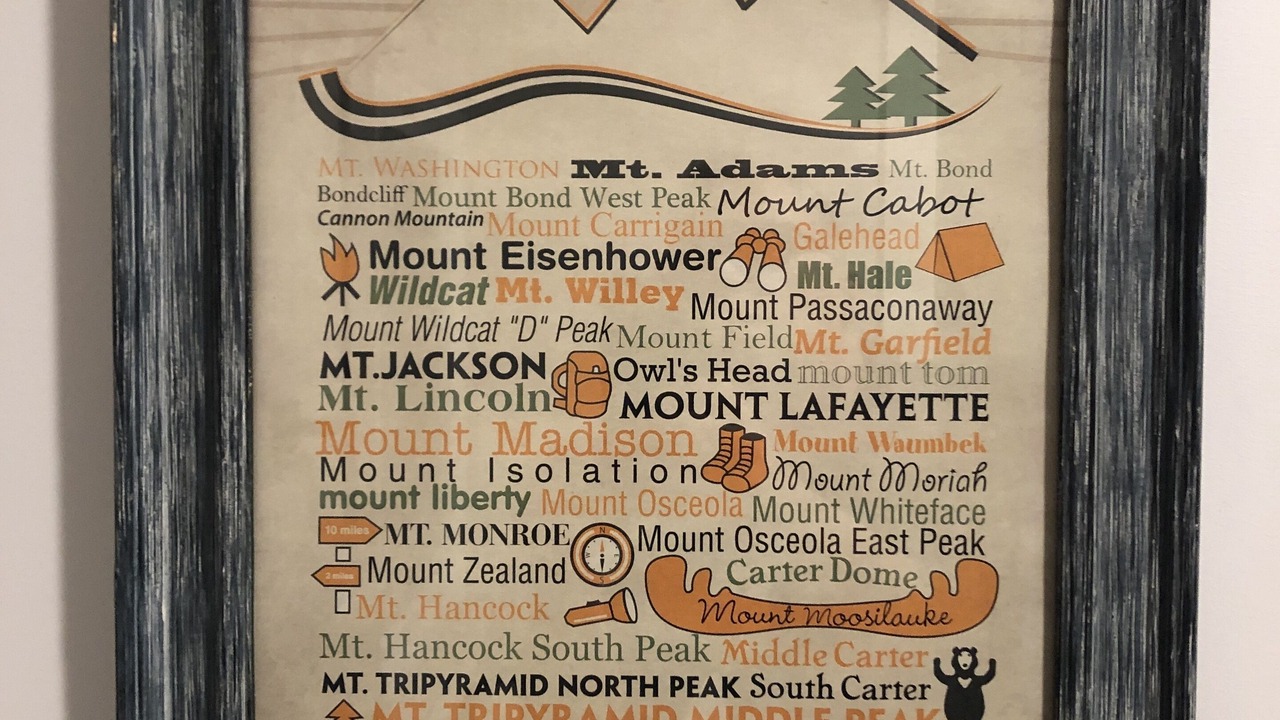 MT. WASHINGTON Mt. Adams Mt. Bond
Bondcliff Mount Bond West Peak Mount Cabot
Cannon Mountain Mount Carrigain Galehead
Mount Eisenhower Mt. Hale
Wildcat Mt. Willey Mount Passaconaway
Mount Wildcat "D" Peak Mount Field Mt. Garfield
MT.JACKSON Owl's Head mount tom
Mt. Lincoln MOUNT LAFAYETTE
Mount Madison Mount Waumbek
Mount Isolation Mount Moriah
mount liberty Mount Osceola Mount Whiteface
10 miles MT. MONROE N Mount Osceola East Peak
2 miles Mount Zealand Carter Dome
Mt. Hancock Mount Moosilauke
Mt. Hancock South Peak Middle Carter
MT. TRIPYRAMID NORTH PEAK South Carter
MT. TRIPYRAMID MIDDLE PEAK